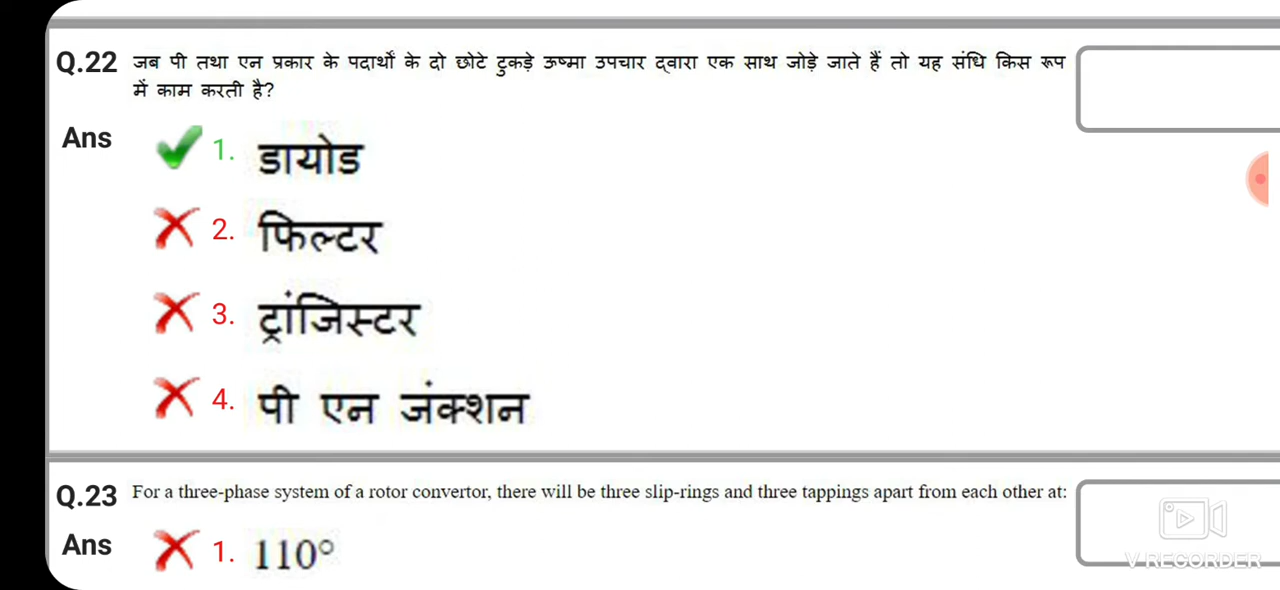 Q.22 जब पी तथा एन प्रकार के पदार्थों के दो छोटे टुकड़े ऊष्मा उपचार द्वारा एक साथ जोड़े जाते हैं तो यह संधि किस रूप
में काम करती है?
Ans 1. डायोड
2. फिल्टर
3. ट्रांजिस्टर
4. पी एन जंक्शन
Q.23 For a three-phase system of a rotor convertor, there will be three slip-rings and three tappings apart from each other at:
Ans 1. 110°
V RECORDER